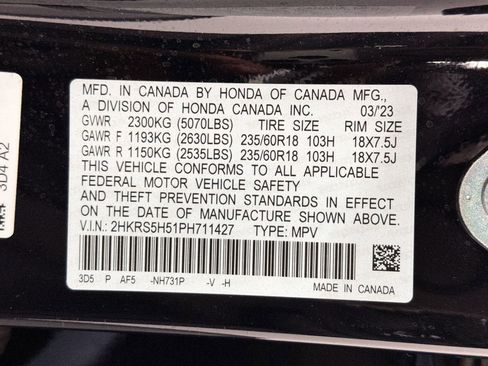 MFD. IN CANADA BY HONDA OF CANADA MFG.,
A DIVISION OF HONDA CANADA INC. 03/'23
GVWR 2300KG (5070LBS) TIRE SIZE RIM SIZE
GAWR F 1193KG (2630LBS) 235/60R18 103H 18X7.5J
GAWR R 1150KG (2535LBS) 235/60R18 103H 18X7.5J
THIS VEHICLE CONFORMS TO ALL APPLICABLE
FEDERAL MOTOR VEHICLE SAFETY
AND THEFT PREVENTION STANDARDS IN EFFECT
ON THE DATE OF MANUFACTURE SHOWN ABOVE.
V.I.N.: 2HKRS5H51PH711427 TYPE: MPV
3D5 P AF5 -NH731P -V -H
MADE IN CANADA
3D4 A2